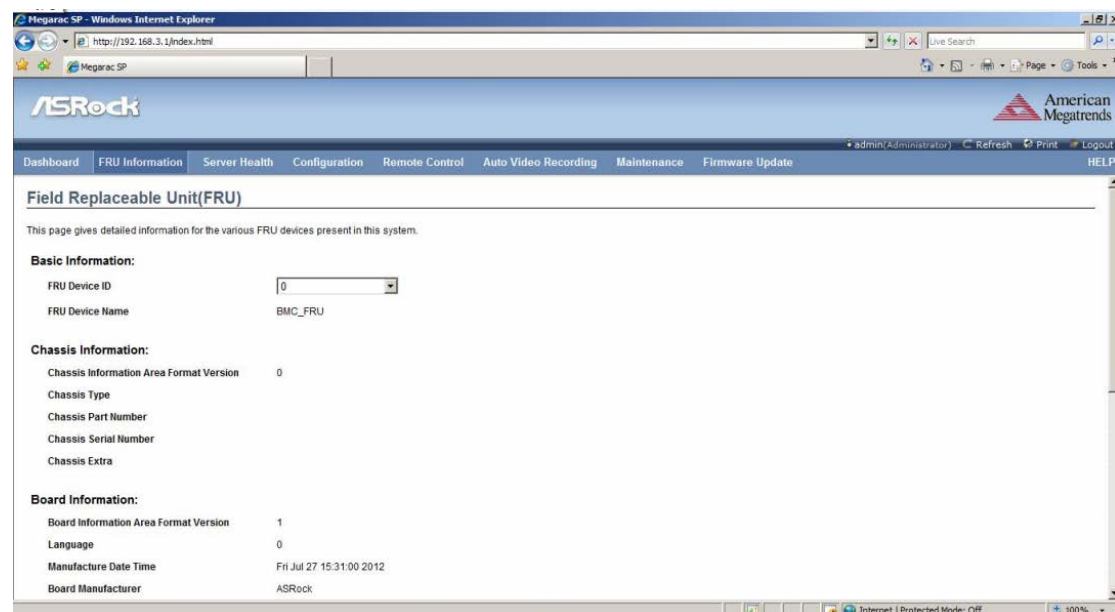 Megarac SP - Windows Internet Explorer
http://192.168.3.1/index.html
Live Search
Megarac SP
Page
Tools
ASRock
American
Megatrends
admin(Administrator) Refresh Print Logout
Dashboard FRU Information Server Health Configuration Remote Control Auto Video Recording Maintenance Firmware Update HELP
Field Replaceable Unit(FRU)
This page gives detailed information for the various FRU devices present in this system.
Basic Information:
FRU Device ID 0
FRU Device Name BMC_FRU
Chassis Information:
Chassis Information Area Format Version 0
Chassis Type
Chassis Part Number
Chassis Serial Number
Chassis Extra
Board Information:
Board Information Area Format Version 1
Language 0
Manufacture Date Time Fri Jul 27 15:31:00 2012
Board Manufacturer ASRock
Internet | Protected Mode: Off 100%